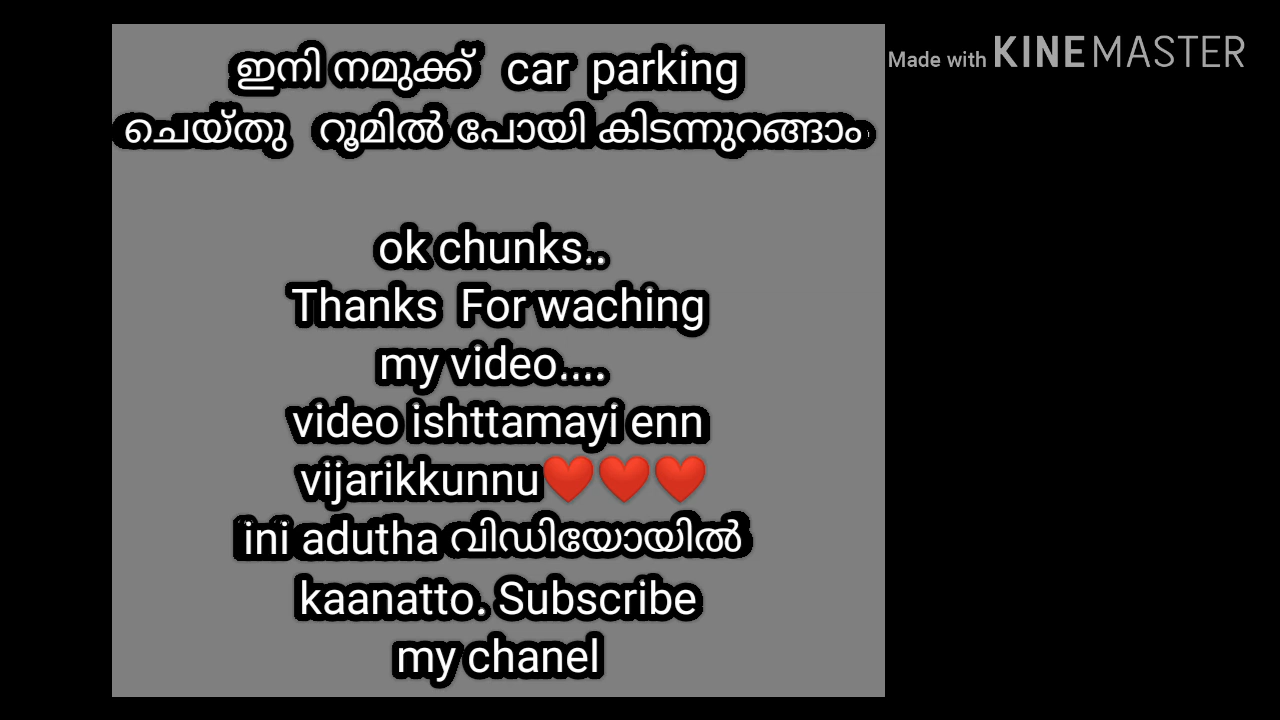 ഇനി നമുക്ക് car parking
ചെയ്തു റൂമിൽ പോയി കിടന്നുറങ്ങാം
ok chunks..
Thanks For waching
my video....
video ishttamayi enn
vijarikkunnu❤️❤️❤️
ini adutha വിഡിയോയിൽ
kaanatto. Subscribe
my chanel
Made with KINEMASTER